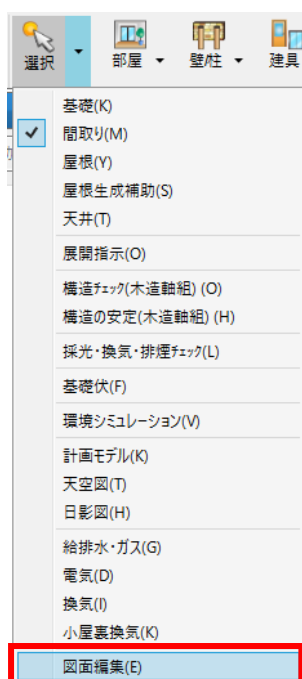 選択
部屋
壁/柱
建具
基礎(K)
間取り(M)
屋根(Y)
屋根生成補助(S)
天井(T)
展開指示(O)
構造ﾁｪｯｸ(木造軸組) (O)
構造の安定(木造軸組) (H)
採光・換気・排煙ﾁｪｯｸ(L)
基礎伏(F)
環境ｼﾐｭﾚｰｼｮﾝ(V)
計画ﾓﾃﾞﾙ(K)
天空図(T)
日影図(H)
給排水・ｶﾞｽ(G)
電気(D)
換気(I)
小屋裏換気(K)
図面編集(E)